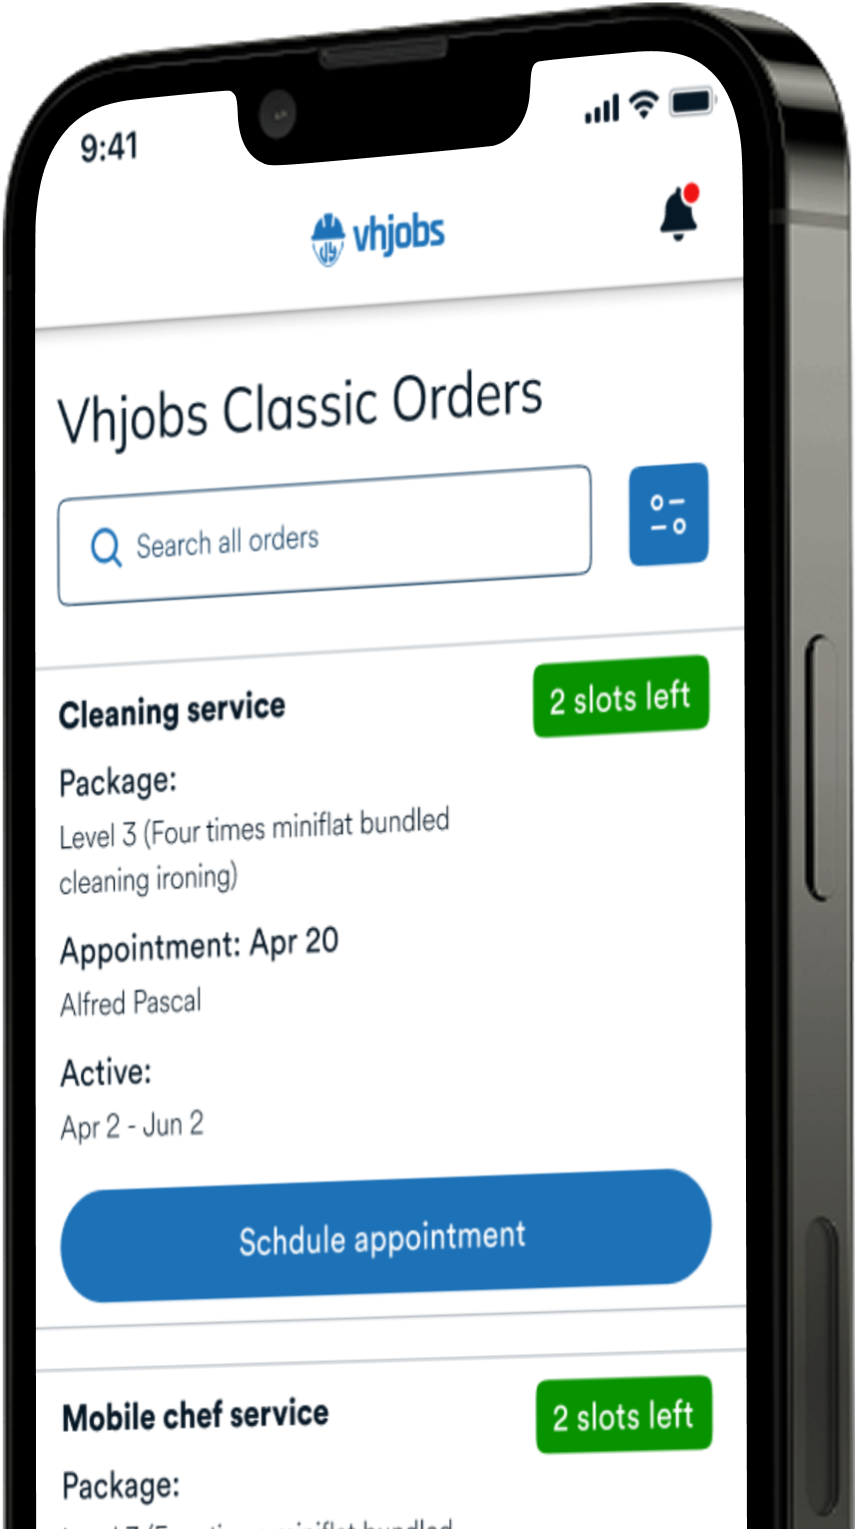 9:41
vhjobs
Vhjobs Classic Orders
Search all orders
Cleaning service
2 slots left
Package:
Level 3 (Four times miniflat bundled
cleaning ironing)
Appointment: Apr 20
Alfred Pascal
Active:
Apr 2 - Jun 2
Schdule appointment
Mobile chef service
2 slots left
Package:
miniflat bundled